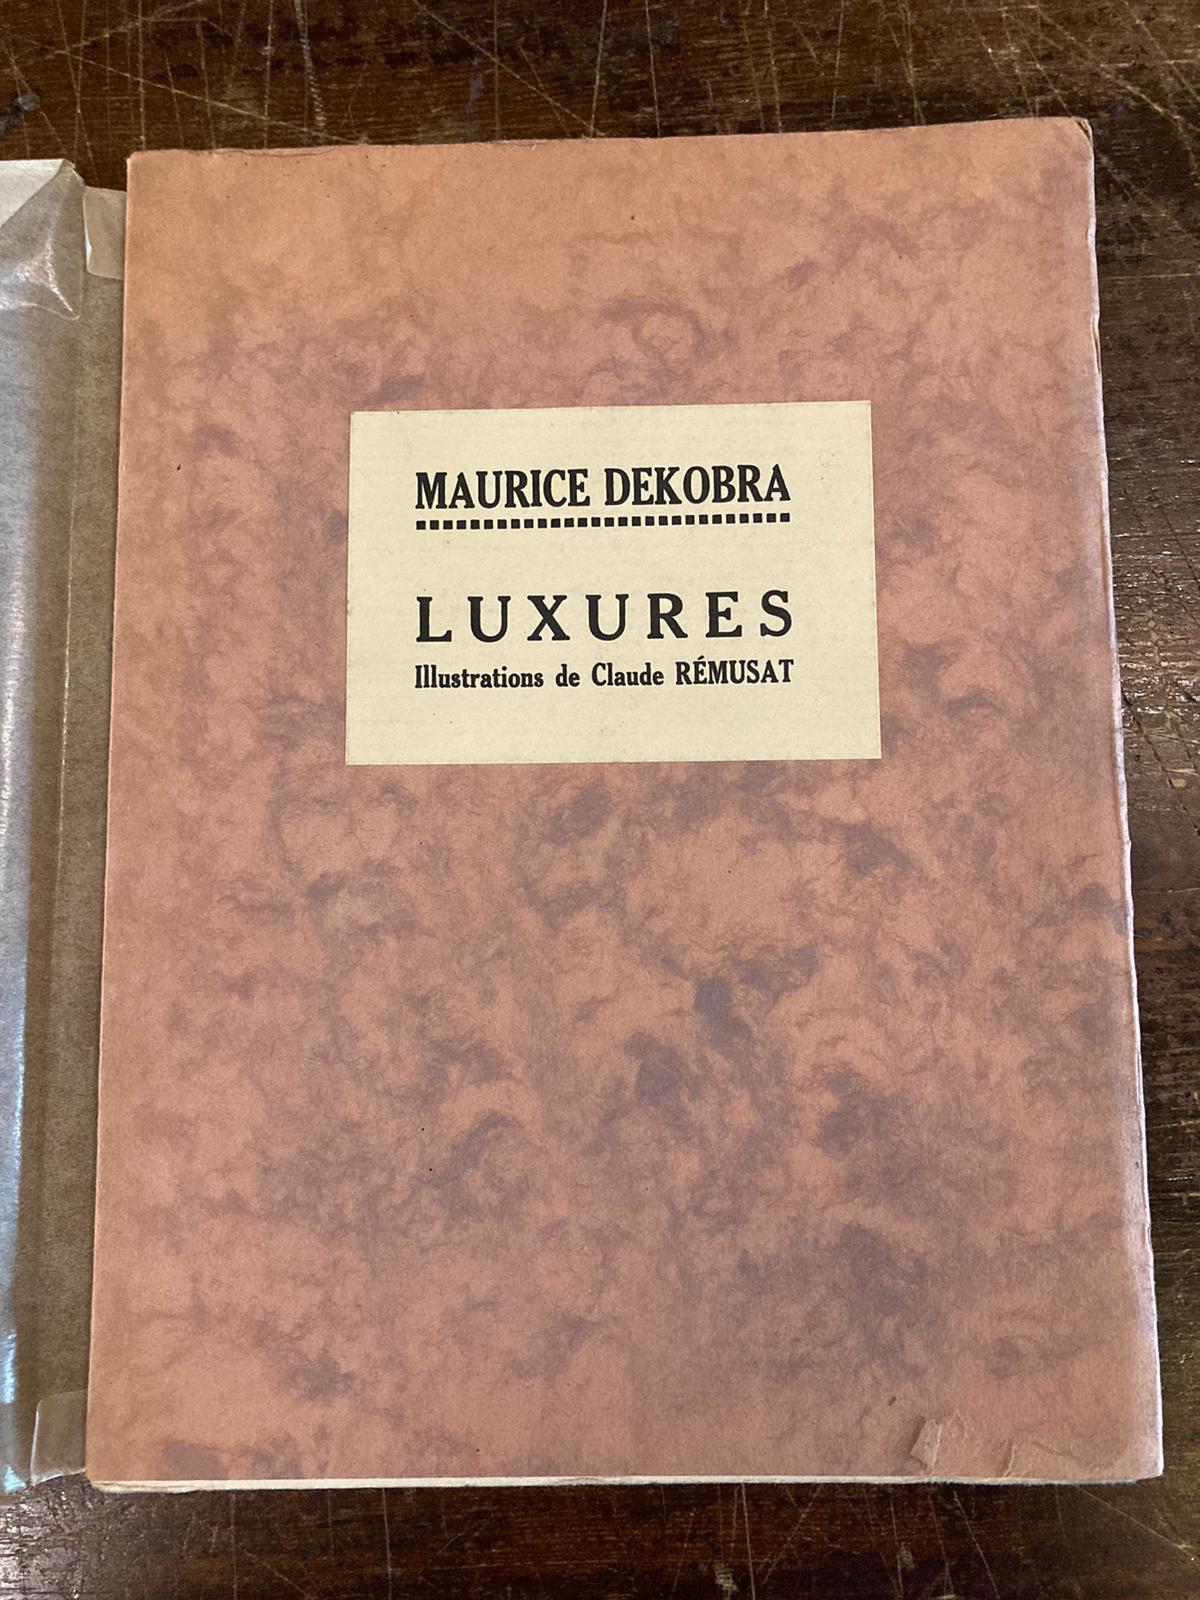 MAURICE DEKOBRA
LUXURES
Illustrations de Claude RÉMUSAT